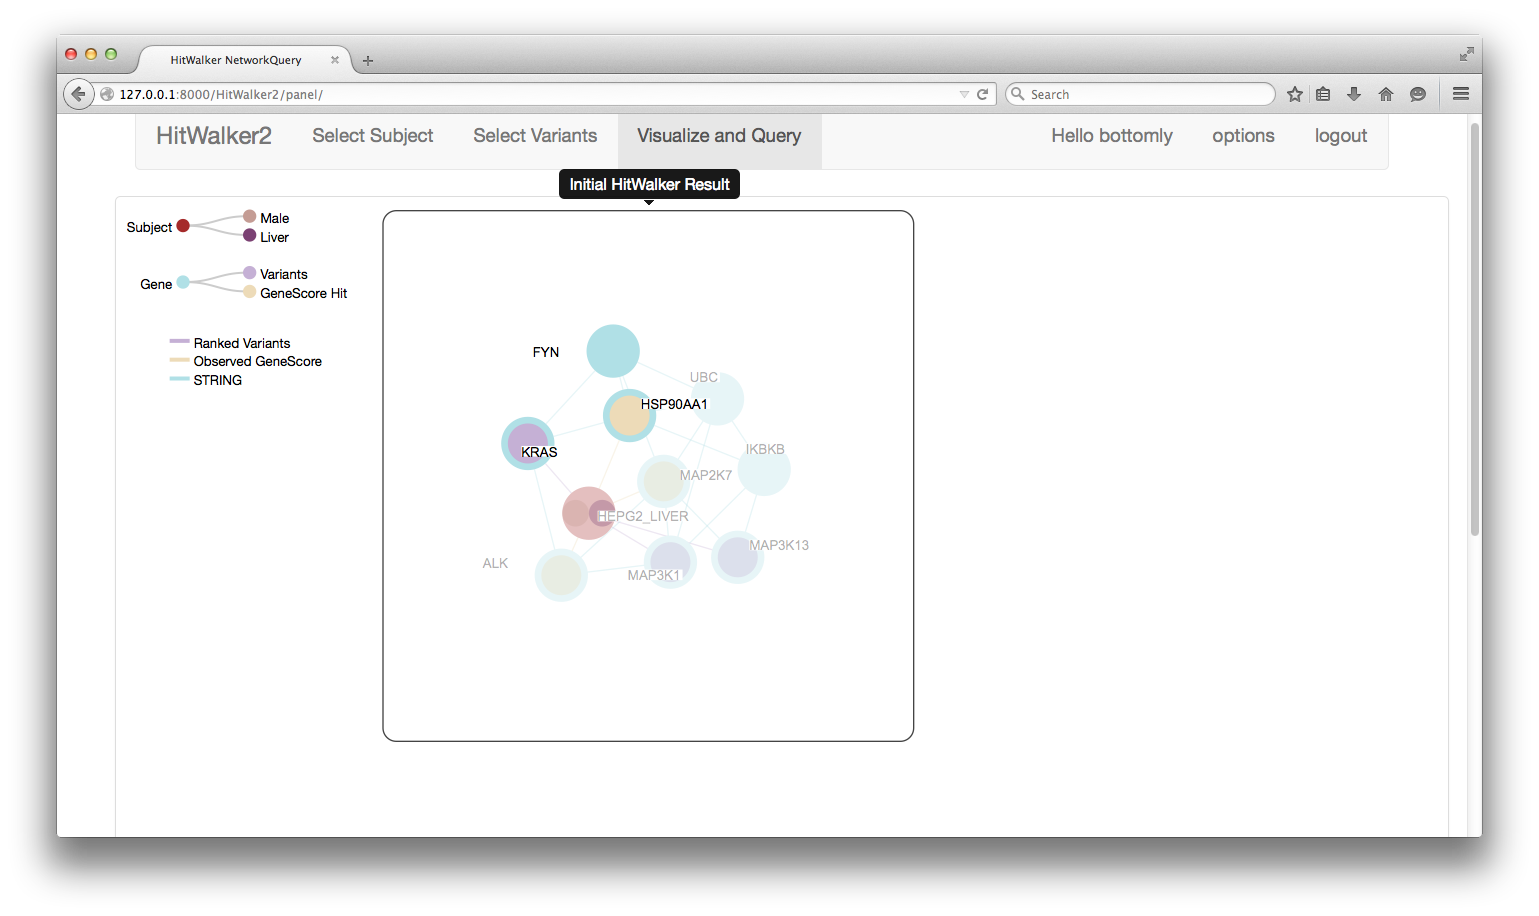 HitWalker NetworkQuery
127.0.0.1:8000/HitWalker2/panel/
Search
HitWalker2 Select Subject Select Variants Visualize and Query Hello bottomly options logout
Initial HitWalker Result
Subject
Male
Liver
Gene
Variants
GeneScore Hit
Ranked Variants
Observed GeneScore
STRING
FYN
UBC
HSP90AA1
KRAS
IKBKB
MAP2K7
HEPG2_LIVER
MAP3K13
ALK
MAP3K1